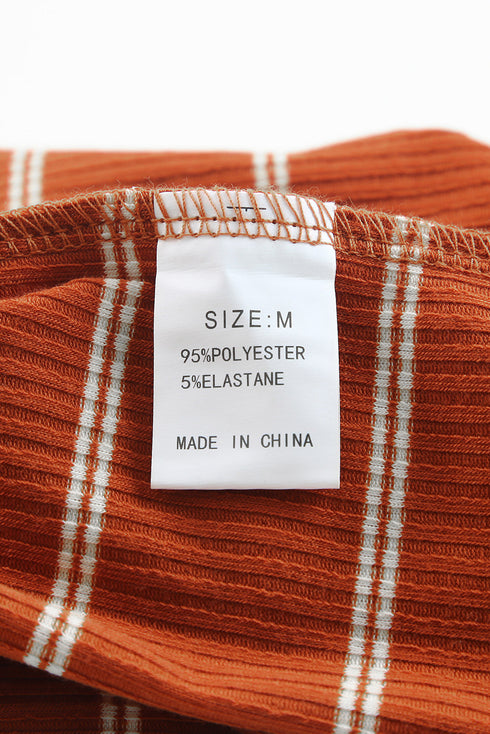 SIZE:M
95%POLYESTER
5%ELASTANE
MADE IN CHINA